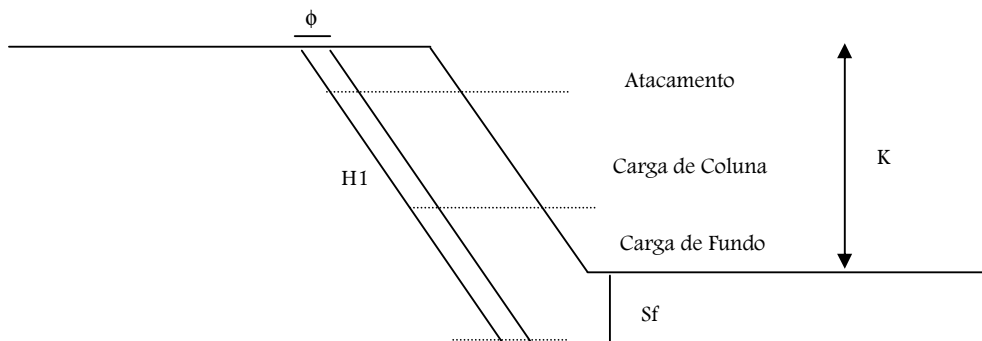 ϕ
Atacamento
H1
Carga de Coluna
K
Carga de Fundo
Sf